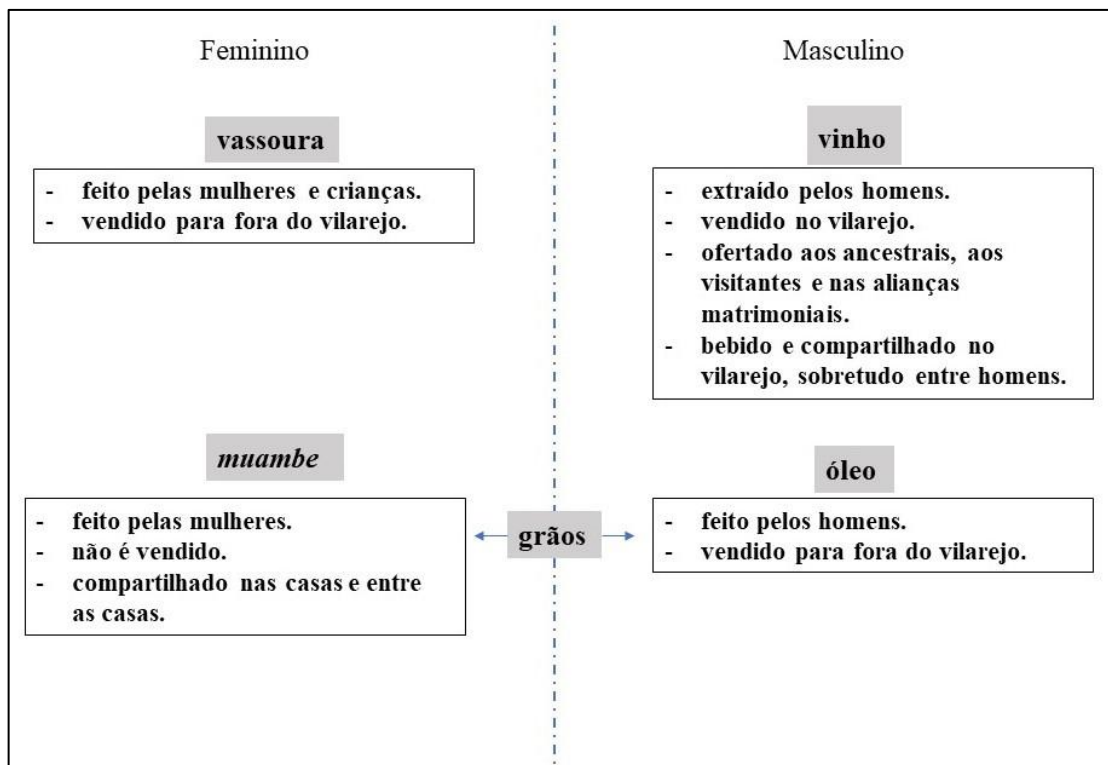 Feminino
vassoura
- feito pelas mulheres e crianças.
- vendido para fora do vilarejo.
muambe
- feito pelas mulheres.
- não é vendido.
- compartilhado nas casas e entre
as casas.
grãos
Masculino
vinho
- extraído pelos homens.
- vendido no vilarejo.
- ofertado aos ancestrais, aos
visitantes e nas alianças
matrimoniais.
- bebido e compartilhado no
vilarejo, sobretudo entre homens.
óleo
- feito pelos homens.
- vendido para fora do vilarejo.